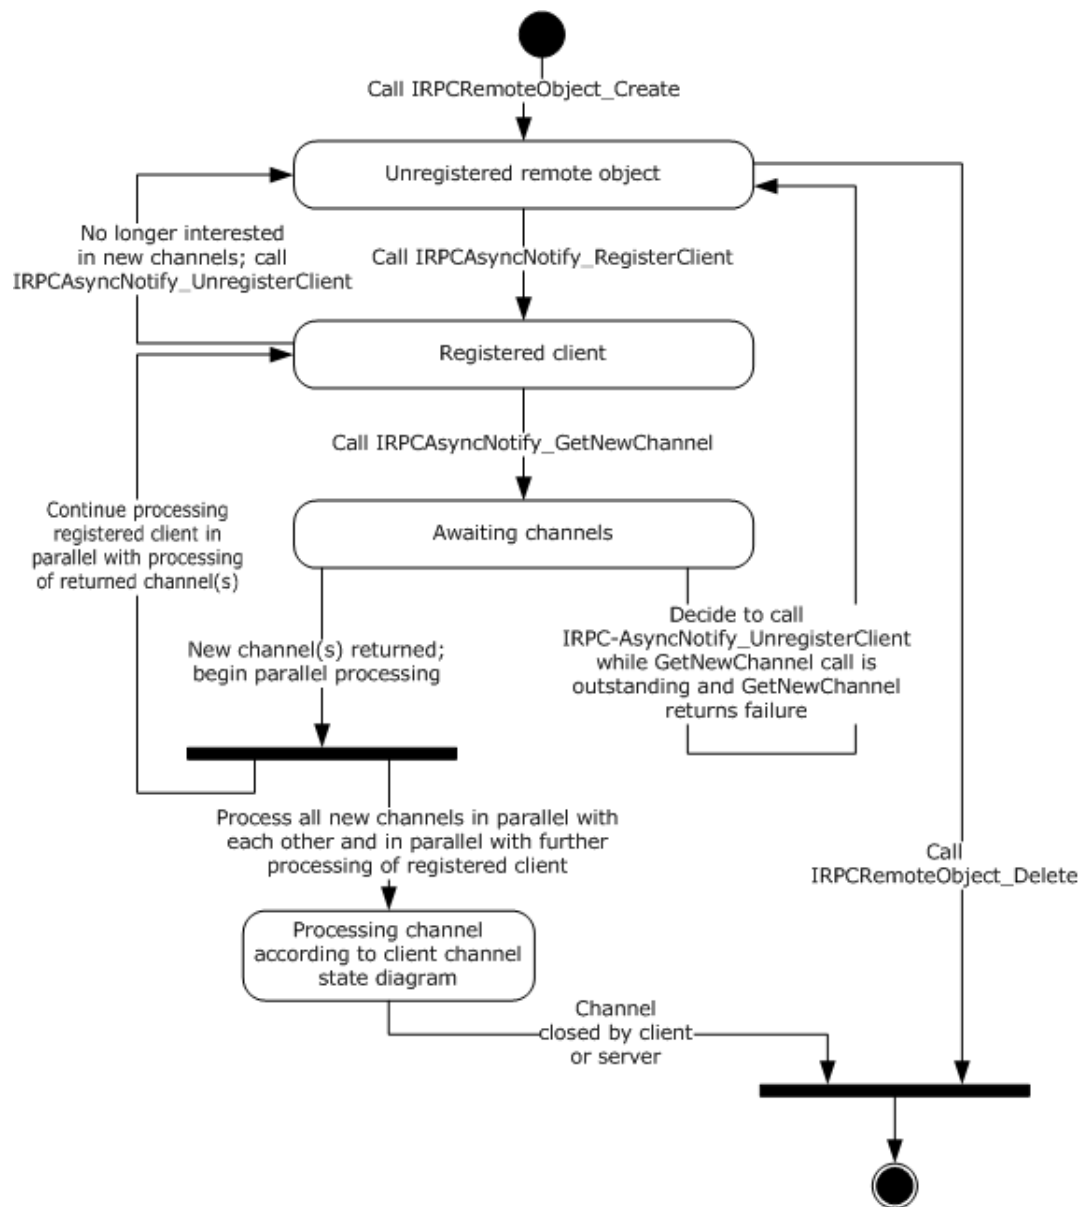 Call IRPCRemoteObject_Create
Unregistered remote object
No longer interested
in new channels; call
IRPCAsyncNotify_UnregisterClient
Call IRPCAsyncNotify_RegisterClient
Registered client
Call IRPCAsyncNotify_GetNewChannel
Continue processing
registered client in
parallel with processing
of returned channel(s)
Awaiting channels
Decide to call
IRPC-AsyncNotify_UnregisterClient
while GetNewChannel call is
outstanding and GetNewChannel
returns failure
New channel(s) returned;
begin parallel processing
Process all new channels in parallel with
each other and in parallel with further
processing of registered client
Call
IRPCRemoteObject_Delete
Processing channel
according to client channel
state diagram
Channel
closed by client
or server